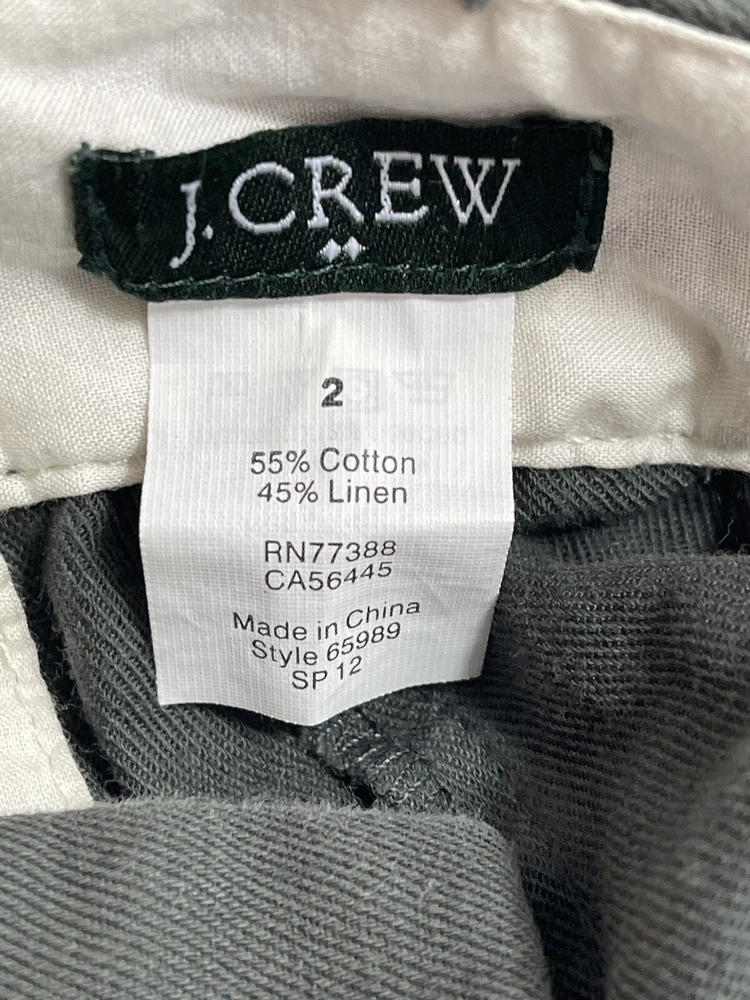 J.CREW
2
55% Cotton
45% Linen
RN77388
CA56445
Made in China
Style 65989
SP 12